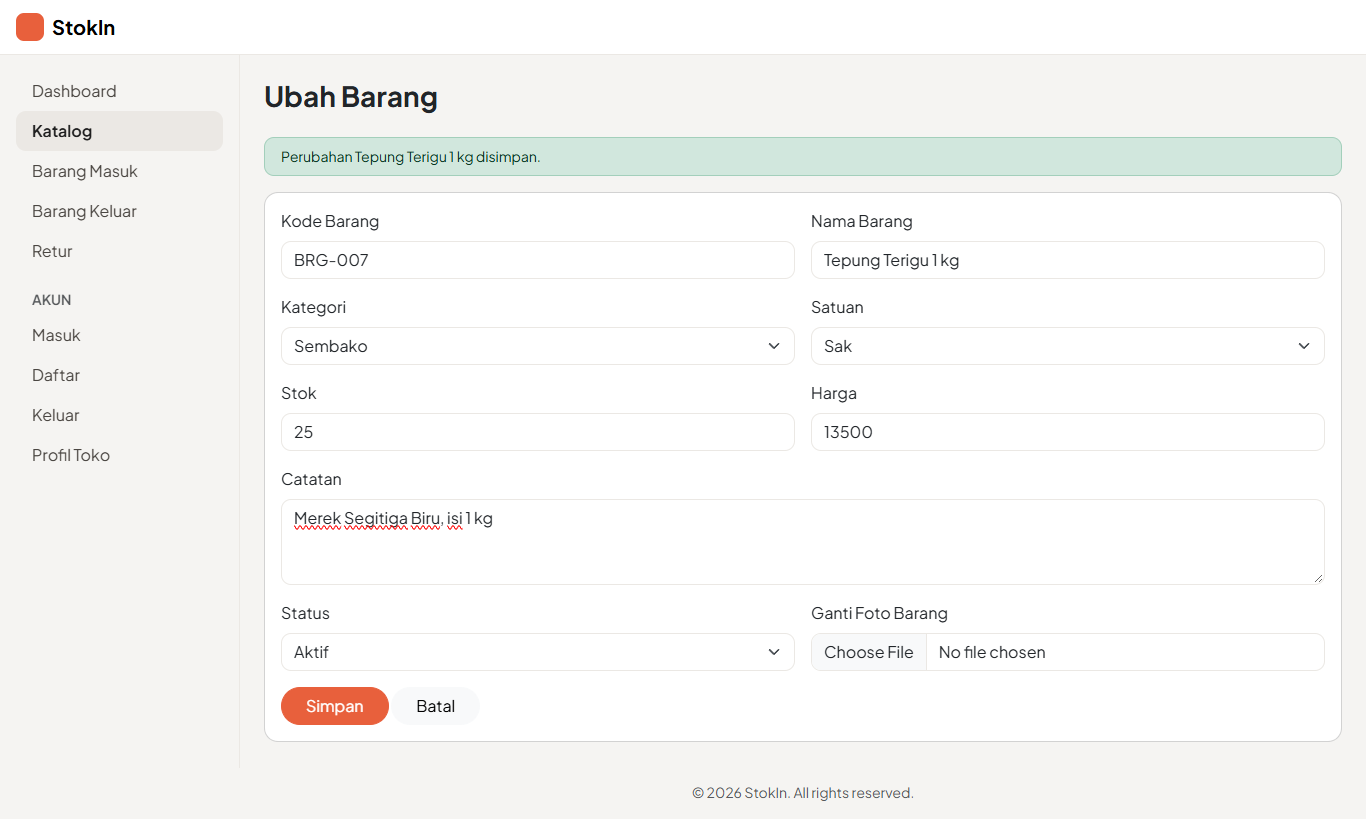 StokIn
Dashboard
Katalog
Barang Masuk
Barang Keluar
Retur
AKUN
Masuk
Daftar
Keluar
Profil Toko
Ubah Barang
Perubahan Tepung Terigu 1 kg disimpan.
Kode Barang
BRG-007
Nama Barang
Tepung Terigu 1 kg
Kategori
Sembako
Satuan
Sak
Stok
25
Harga
13500
Catatan
Merek Segitiga Biru, isi 1 kg
Status
Aktif
Ganti Foto Barang
Choose File No file chosen
Simpan Batal
© 2026 StokIn. All rights reserved.